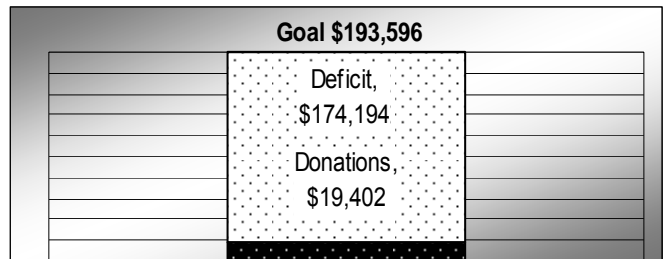 Goal $193,596
Deficit,
$174,194
Donations,
$19,402